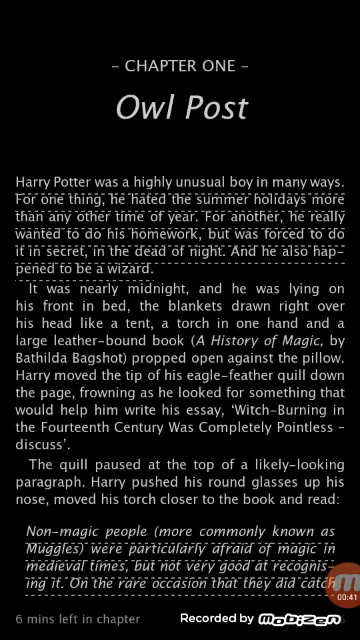 – CHAPTER ONE –
Owl Post
Harry Potter was a highly unusual boy in many ways.
For one thing, he hated the summer holidays more
than any other time of year. For another, he really
wanted to do his homework, but was forced to do
it in secret, in the dead of night. And he also hap-
pened to be a wizard.
It was nearly midnight, and he was lying on
his front in bed, the blankets drawn right over
his head like a tent, a torch in one hand and a
large leather-bound book (A History of Magic, by
Bathilda Bagshot) propped open against the pillow.
Harry moved the tip of his eagle-feather quill down
the page, frowning as he looked for something that
would help him write his essay, ‘Witch-Burning in
the Fourteenth Century Was Completely Pointless –
discuss’.
The quill paused at the top of a likely-looking
paragraph. Harry pushed his round glasses up his
nose, moved his torch closer to the book and read:
Non-magic people (more commonly known as
Muggles) were particularly afraid of magic in
medieval times, but not very good at recognis-
ing it. On the rare occasion that they did catch
00:41
6 mins left in chapter
Recorded by MOBIZEN